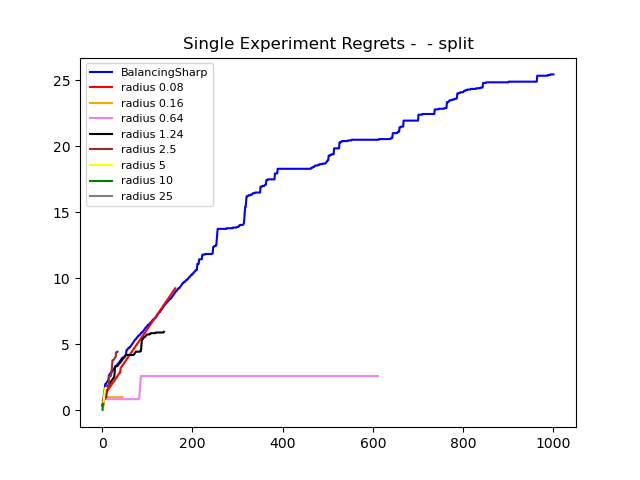 Single Experiment Regrets -  - split
BalancingSharp
radius 0.08
radius 0.16
radius 0.64
radius 1.24
radius 2.5
radius 5
radius 10
radius 25
25
20
15
10
5
0
0 200 400 600 800 1000